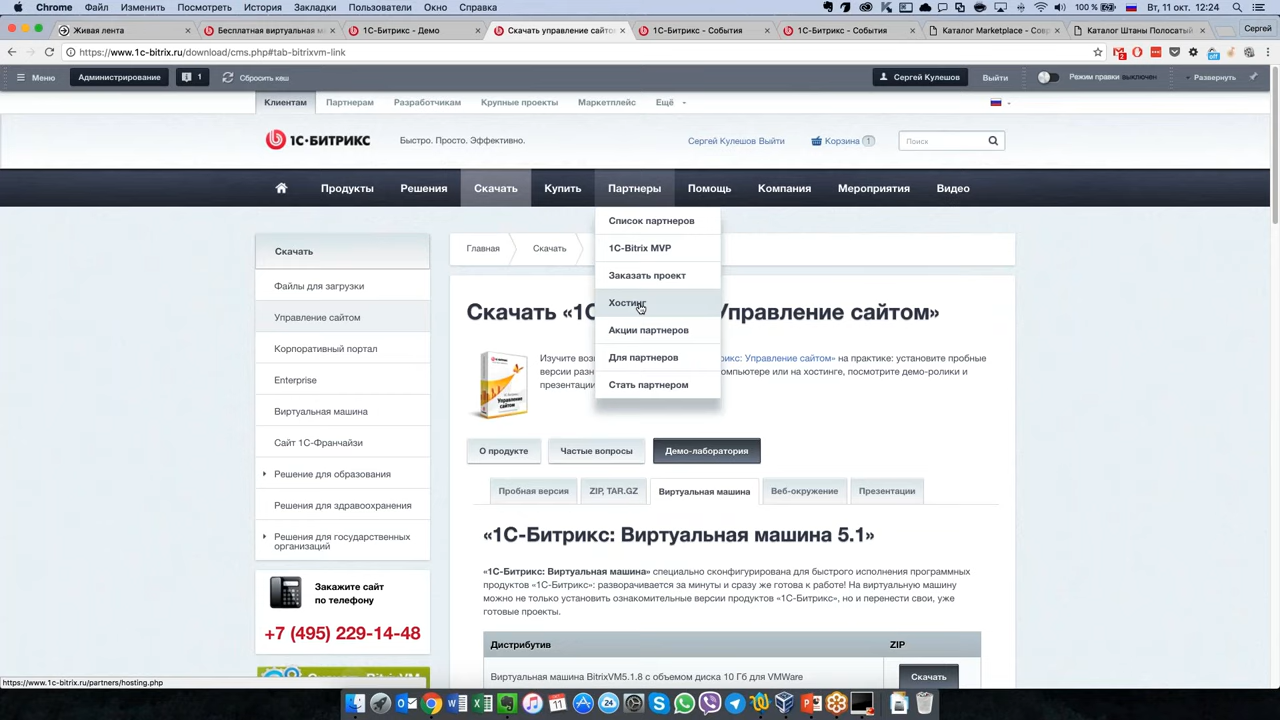 Chrome Файл Изменить Посмотреть История Закладки Пользователи Окно Справка 100 % Вт, 11 окт. 12:24
Живая лента
Бесплатная виртуальная м
1С-Битрикс - Демо
Скачать управление сайтом
1С-Битрикс - События
1С-Битрикс - События
Каталог Marketplace - Сов
Каталог Штаны Полосатый
Сергей
https://www.1c-bitrix.ru/download/cms.php#tab-bitrixvm-link
Меню Администрирование 1 Сбросить кеш Сергей Кулешов Выйти Режим правки выключен Развернуть
Клиентам Партнерам Разработчикам Крупные проекты Маркетплейс Ещё
1С-БИТРИКС Быстро. Просто. Эффективно. Сергей Кулешов Выйти Корзина 1 Поиск
Продукты Решения Скачать Купить Партнеры Помощь Компания Мероприятия Видео
Список партнеров
1C-Bitrix MVP
Заказать проект
Хостинг
Акции партнеров
Для партнеров
Стать партнером
Скачать
Файлы для загрузки
Управление сайтом
Корпоративный портал
Enterprise
Виртуальная машина
Сайт 1С-Франчайзи
Решение для образования
Решения для здравоохранения
Решения для государственных
организаций
Закажите сайт
по телефону
+7 (495) 229-14-48
Главная Скачать
Скачать «1С правление сайтом»
Изучите воз рикс: Управление сайтом» на практике: установите пробные
версии разн омпьютере или на хостинге, посмотрите демо-ролики и
презентации
О продукте Частые вопросы Демо-лаборатория
Пробная версия ZIP, TAR.GZ Виртуальная машина Веб-окружение Презентации
«1С-Битрикс: Виртуальная машина 5.1»
«1С-Битрикс: Виртуальная машина» специально сконфигурирована для быстрого исполнения программных
продуктов «1С-Битрикс»: разворачивается за минуты и сразу же готова к работе! На виртуальную машину
можно не только установить ознакомительные версии продуктов «1С-Битрикс», но и перенести свои, уже
готовые проекты.
Дистрибутив ZIP
Виртуальная машина BitrixVM5.1.8 с объемом диска 10 Гб для VMWare Скачать
https://www.1c-bitrix.ru/partners/hosting.php